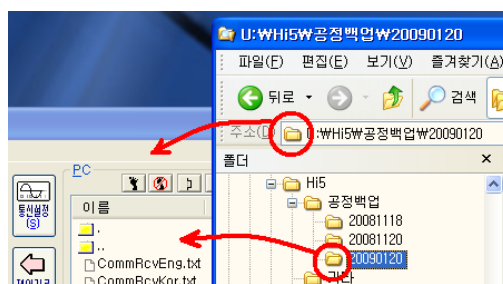 U:₩Hi5₩공정백업₩20090120
파일(F) 편집(E) 보기(V) 즐겨찾기(A)
뒤로 검색
주소(D) U:₩Hi5₩공정백업₩20090120
폴더
Hi5
공정백업
20081118
20081120
20090120
기타
PC
통신설정
(S)
이름
.
..
CommRcvEng.txt
CommRcvKor.txt